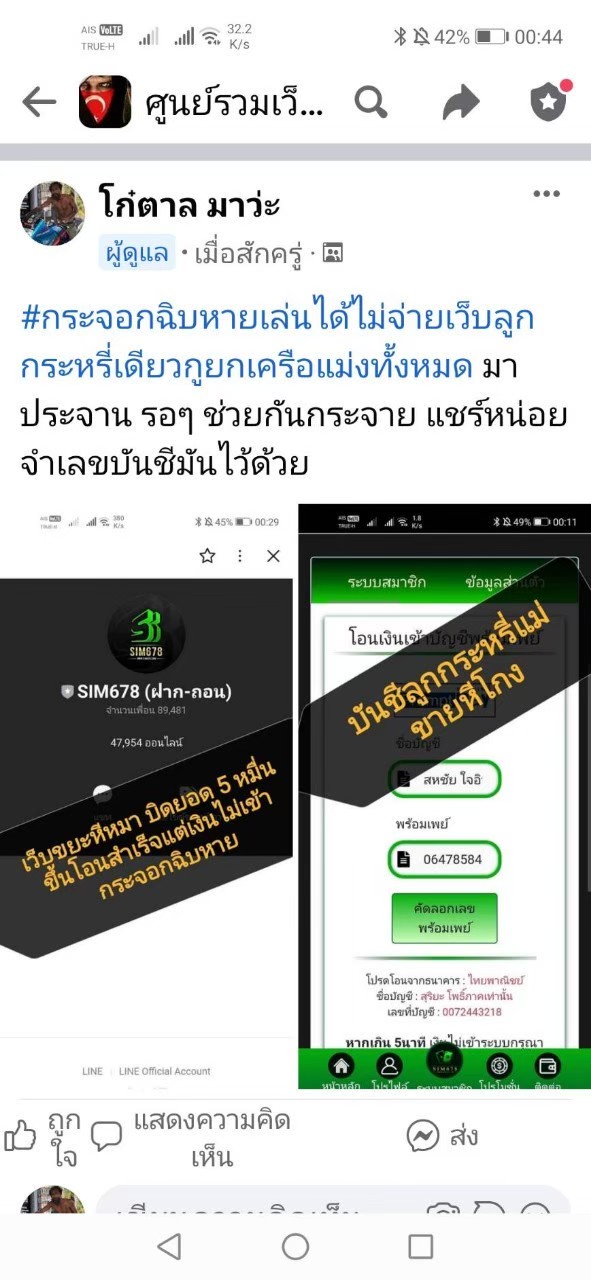 AIS VoLTE
TRUE-H
32.2
K/s
42%
00:44
ศูนย์รวมเว็...
โก๋ตาล มาว่ะ
ผู้ดูแล · เมื่อสักครู่ ·
#กระจอกฉิบหายเล่นได้ไม่จ่ายเว็บลูก
กระหรี่เดียวกูยกเครือแม่งทั้งหมด มา
ประจาน รอๆ ช่วยกันกระจาย แชร์หน่อย
จำเลขบันชีมันไว้ด้วย
380
K/s
45%
00:29
SIM678
SIM678 (ฝาก-ถอน)
จำนวนเพื่อน 89,481
47,954 ออนไลน์
เว็บขยะหีหมา บิดยอด 5 หมื่น
ขึ้นโอนสำเร็จแต่เงินไม่เข้า
กระจอกฉิบหาย
LINE | LINE Official Account
1.8
K/s
49%
00:11
ระบบสมาชิก
ข้อมูลส่วนตัว
โอนเงินเข้าบัญชีพร้อมเพย์
บันชีลูกกระหรี่แม่
ขายหีโกง
ชื่อบัญชี
สหชัย ใจอิ
พร้อมเพย์
06478584
คัดลอกเลข
พร้อมเพย์
โปรดโอนจากธนาคาร : ไทยพาณิชย์
ชื่อบัญชี : สุริยะ โพธิ์ภาคเท่านั้น
เลขที่บัญชี : 0072443218
หากเกิน 5นาที เงินไม่เข้าระบบกรุณา
หน้าหลัก
โปรไฟล์
ระบบสมาชิก
โปรโมชั่น
ติดต่อ
ถูก
ใจ
แสดงความคิด
เห็น
ส่ง